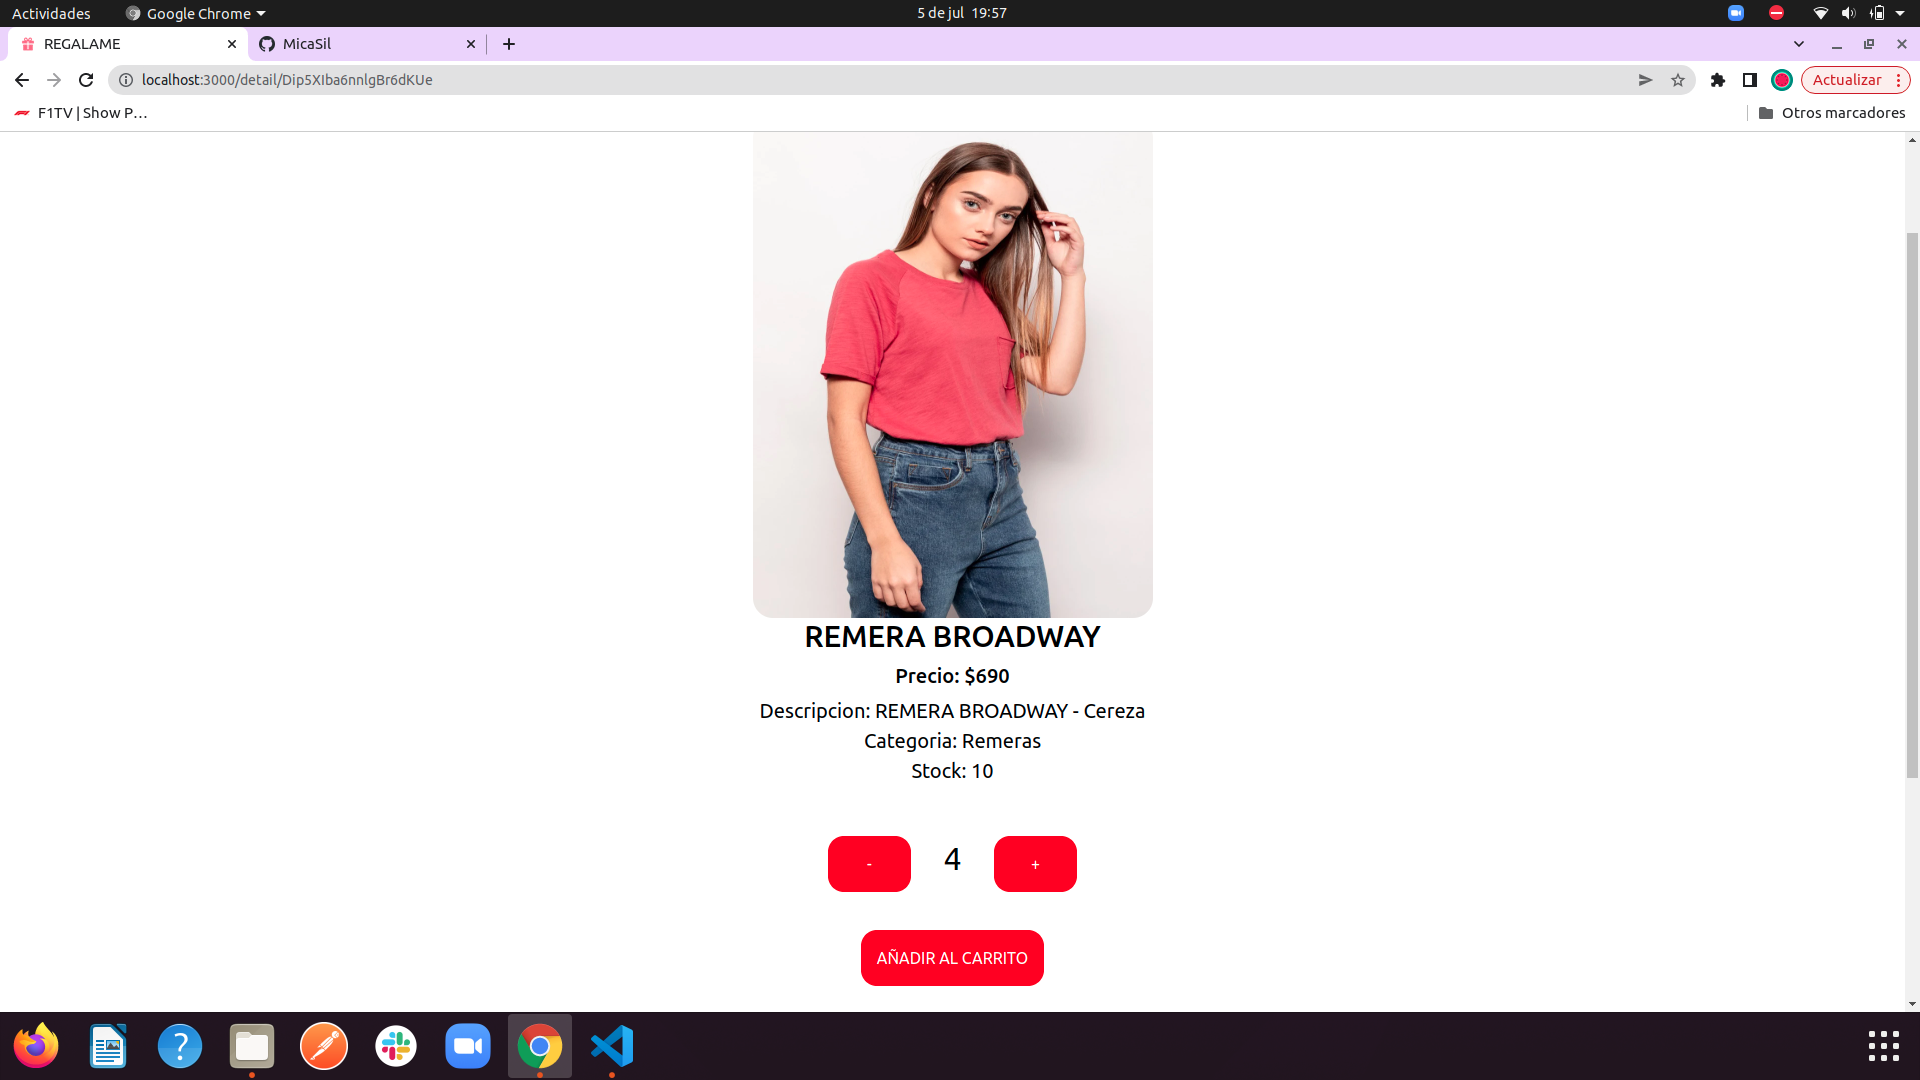 Actividades
Google Chrome
5 de jul 19:57
REGALAME
MicaSil
localhost:3000/detail/Dip5XIba6nnlgBr6dKUe
Actualizar
F1TV | Show P…
Otros marcadores
REMERA BROADWAY
Precio: $690
Descripcion: REMERA BROADWAY - Cereza
Categoria: Remeras
Stock: 10
- 4 +
AÑADIR AL CARRITO